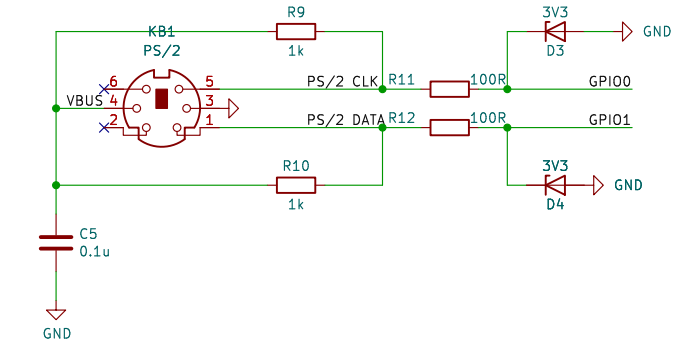 R9
1k
KB1
PS/2
6
4
2
5
3
1
VBUS
PS/2 CLK
R11
100R
GPIO0
3V3
D3
GND
PS/2 DATA
R12
100R
GPIO1
R10
1k
3V3
D4
GND
C5
0.1u
GND